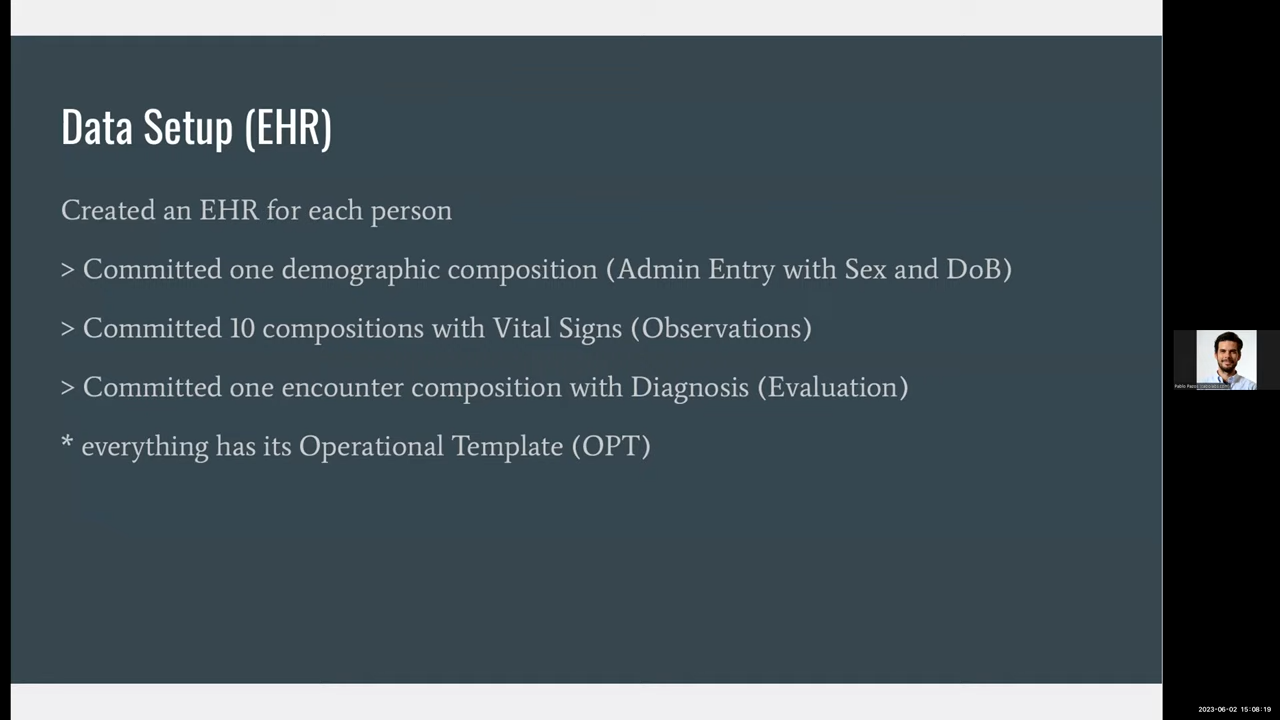 Data Setup (EHR)
Created an EHR for each person
> Committed one demographic composition (Admin Entry with Sex and DoB)
> Committed 10 compositions with Vital Signs (Observations)
> Committed one encounter composition with Diagnosis (Evaluation)
* everything has its Operational Template (OPT)
2023-06-02 15:08:19